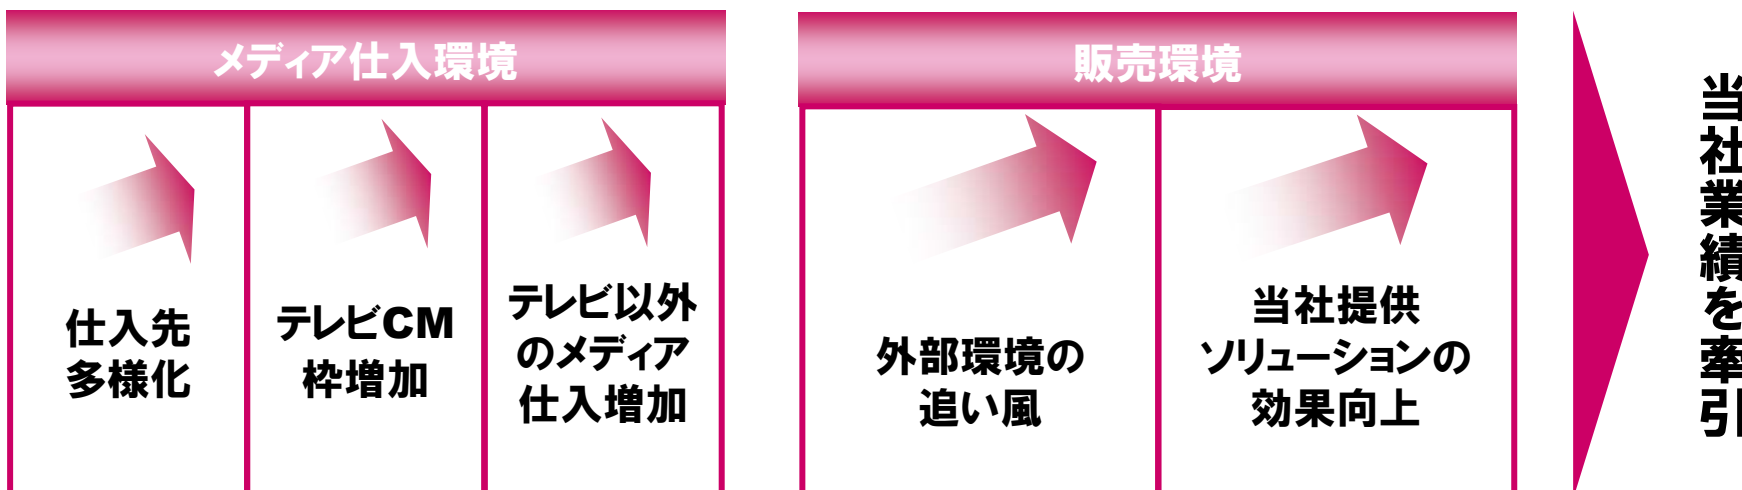 メディア仕入環境
仕入先
多様化
テレビCM
枠増加
テレビ以外
のメディア
仕入増加
販売環境
外部環境の
追い風
当社提供
ソリューションの
効果向上
当社業績を牽引